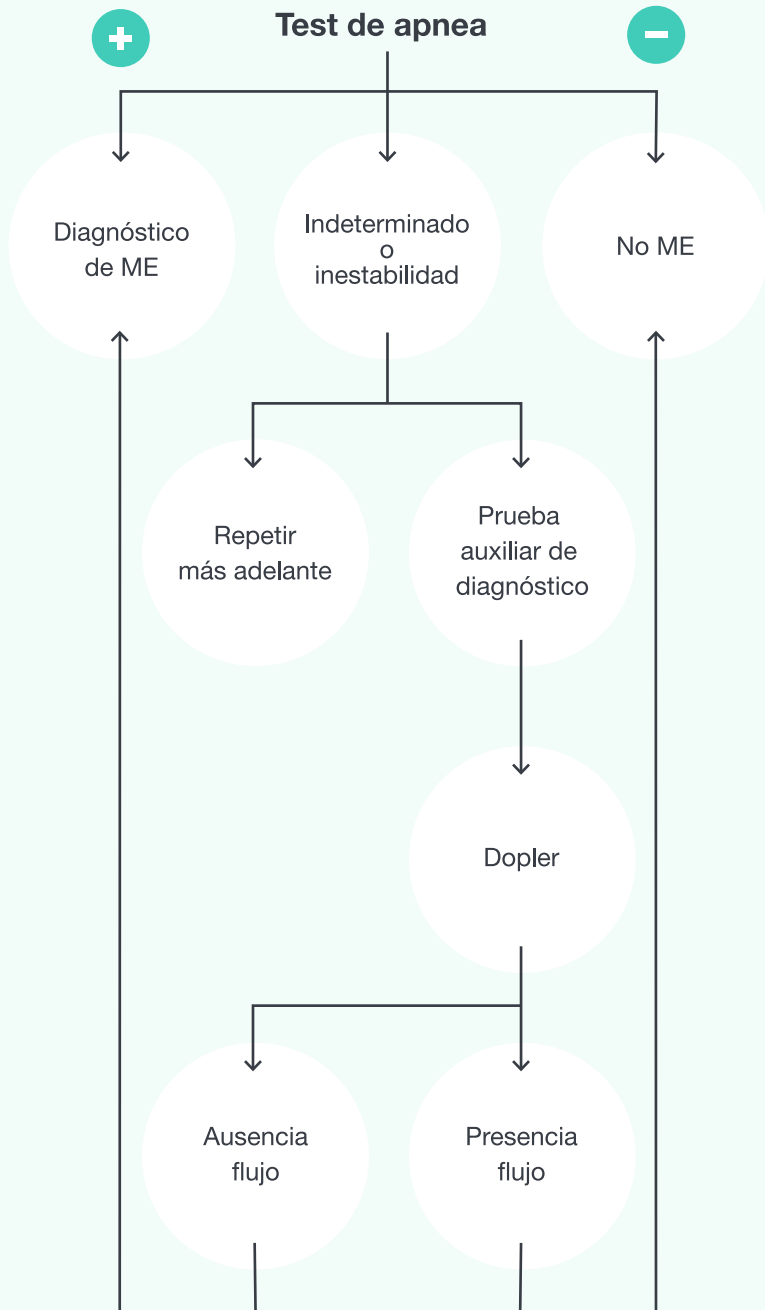 Test de apnea
Diagnóstico
de ME
Indeterminado
o
inestabilidad
No ME
Repetir
más adelante
Prueba
auxiliar de
diagnóstico
Dopler
Ausencia
flujo
Presencia
flujo